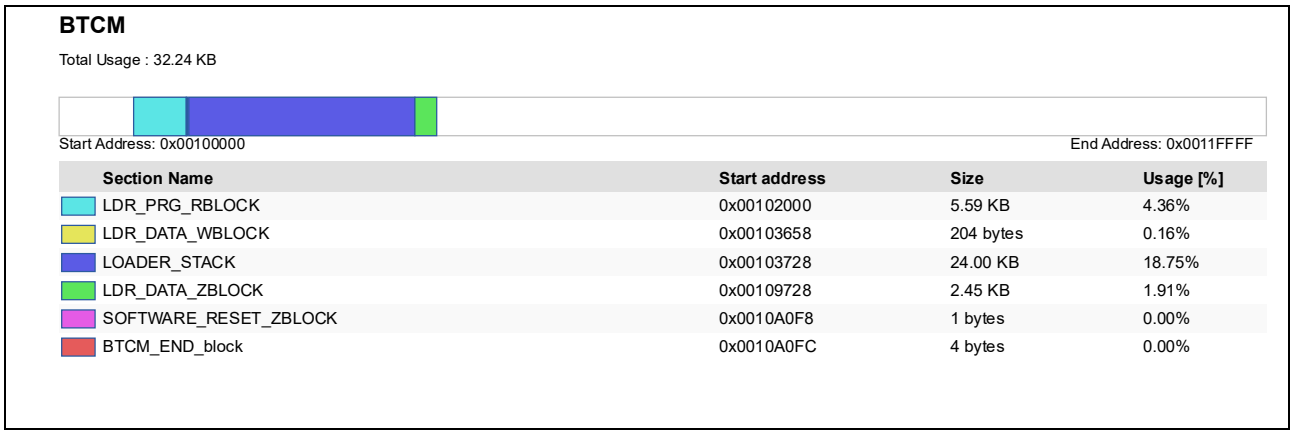 BTCM
Total Usage : 32.24 KB
Start Address: 0x00100000 End Address: 0x0011FFFF
Section Name Start address Size Usage [%]
LDR_PRG_RBLOCK 0x00102000 5.59 KB 4.36%
LDR_DATA_WBLOCK 0x00103658 204 bytes 0.16%
LOADER_STACK 0x00103728 24.00 KB 18.75%
LDR_DATA_ZBLOCK 0x00109728 2.45 KB 1.91%
SOFTWARE_RESET_ZBLOCK 0x0010A0F8 1 bytes 0.00%
BTCM_END_block 0x0010A0FC 4 bytes 0.00%